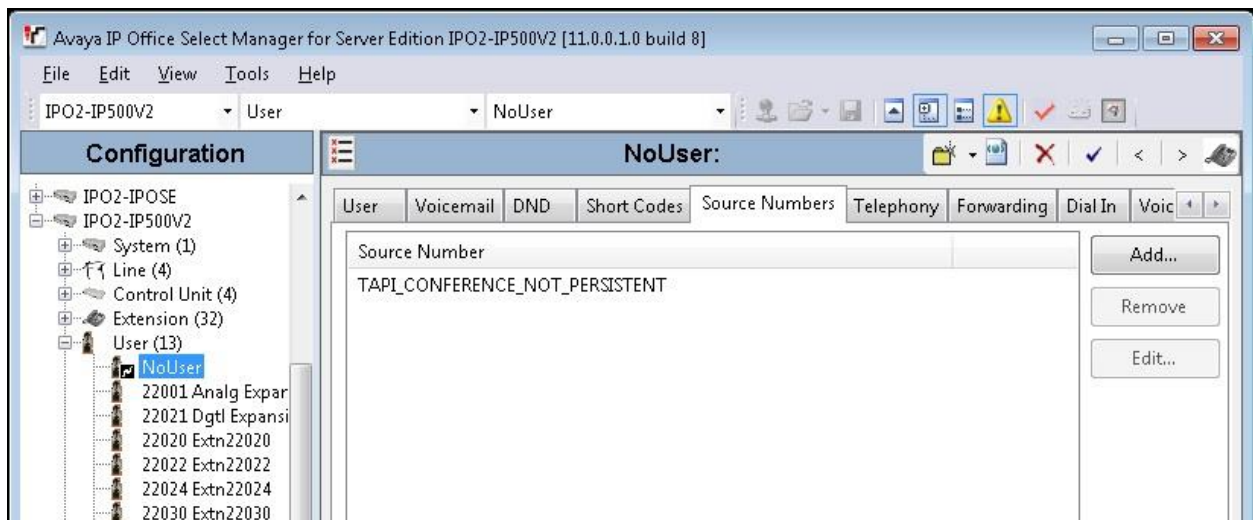 Avaya IP Office Select Manager for Server Edition IPO2-IP500V2 [11.0.0.1.0 build 8]
File Edit View Tools Help
IPO2-IP500V2 User NoUser
Configuration
NoUser:
IPO2-IPOSE
IPO2-IP500V2
System (1)
Line (4)
Control Unit (4)
Extension (32)
User (13)
NoUser
22001 Analg Expar
22021 Dgtl Expansi
22020 Extn22020
22022 Extn22022
22024 Extn22024
22030 Extn22030
User Voicemail DND Short Codes Source Numbers Telephony Forwarding Dial In Voic
Source Number
TAPI_CONFERENCE_NOT_PERSISTENT
Add...
Remove
Edit...